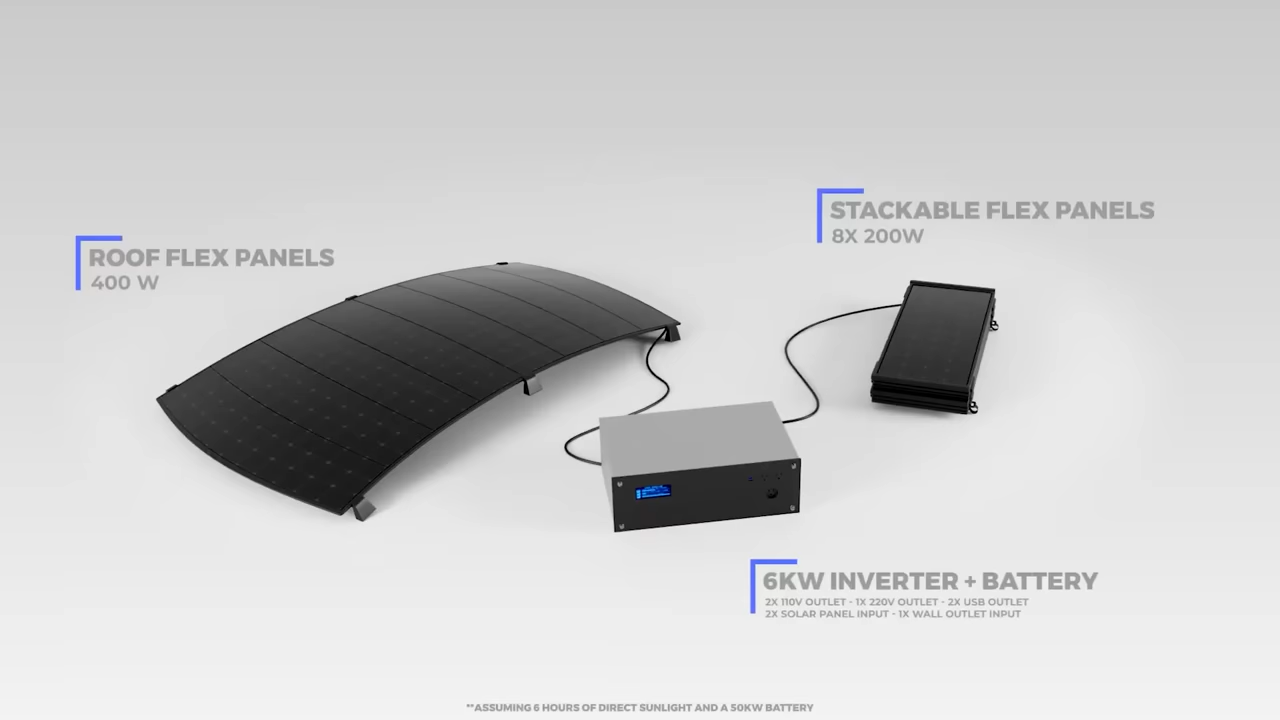 STACKABLE FLEX PANELS
8X 200W
ROOF FLEX PANELS
400 W
6KW INVERTER + BATTERY
2X 110V OUTLET - 1X 220V OUTLET - 2X USB OUTLET
2X SOLAR PANEL INPUT - 1X WALL OUTLET INPUT
**ASSUMING 6 HOURS OF DIRECT SUNLIGHT AND A 50KW BATTERY